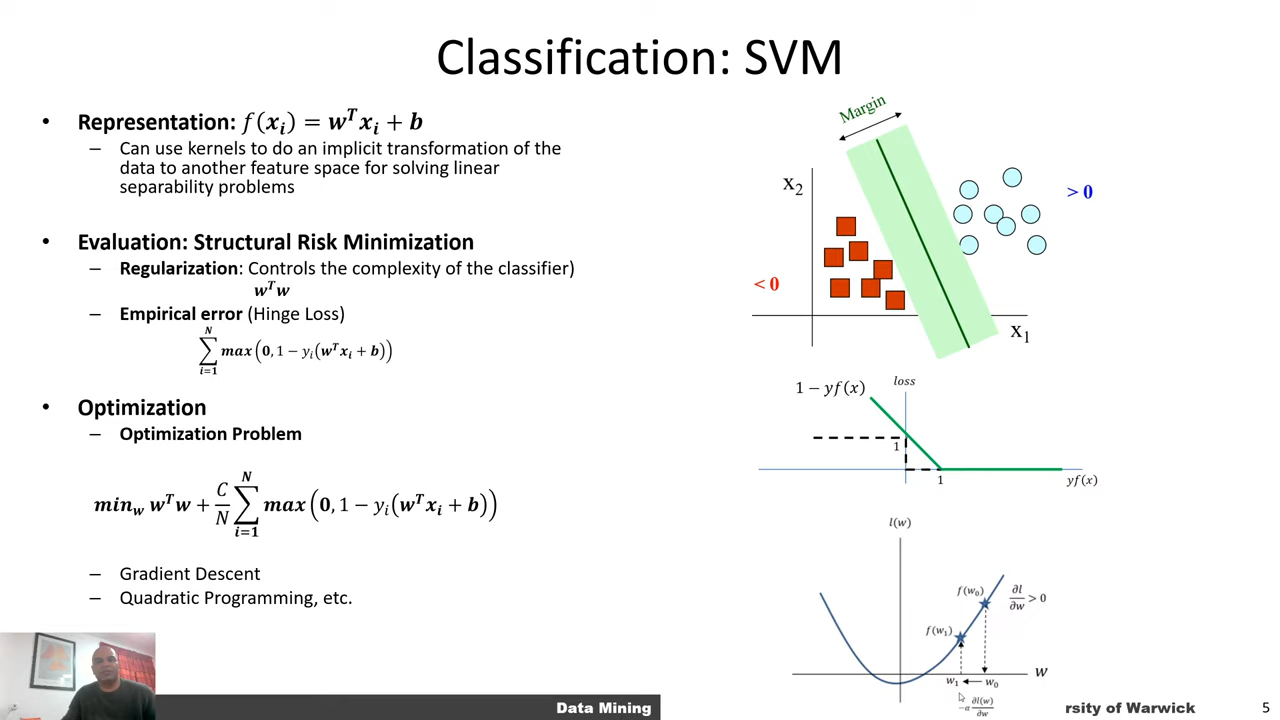 Classification: SVM
• Representation: f(xᵢ) = wᵀxᵢ + b
– Can use kernels to do an implicit transformation of the
data to another feature space for solving linear
separability problems
• Evaluation: Structural Risk Minimization
– Regularization: Controls the complexity of the classifier)
wᵀw
– Empirical error (Hinge Loss)
∑ᵢ₌₁ᴺ max(0, 1 − yᵢ(wᵀxᵢ + b))
• Optimization
– Optimization Problem
min_w wᵀw + C/N ∑ᵢ₌₁ᴺ max(0, 1 − yᵢ(wᵀxᵢ + b))
– Gradient Descent
– Quadratic Programming, etc.
Margin
x₂
> 0
< 0
x₁
1 − yf(x)
loss
1
1
yf(x)
l(w)
f(w₀)
∂l/∂w > 0
f(w₁)
w
w₁
w₀
−α ∂l(w)/∂w
Data Mining
rsity of Warwick
5